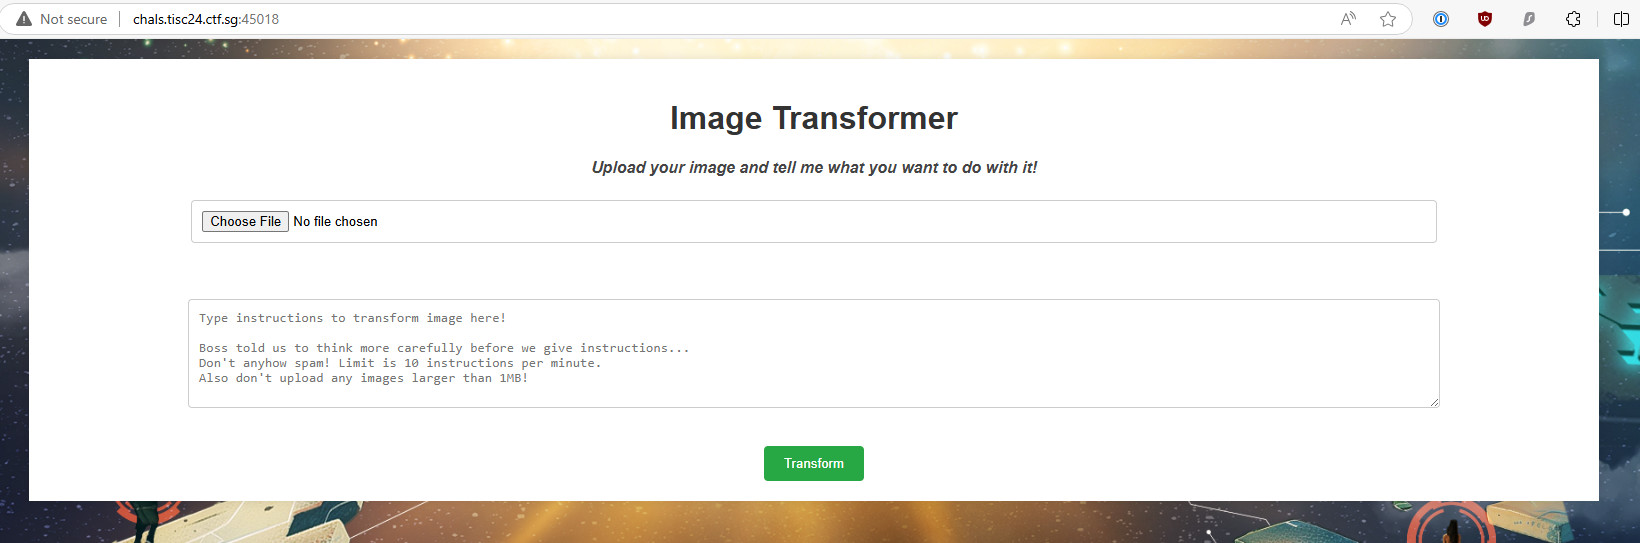 Not secure chals.tisc24.ctf.sg:45018
Image Transformer
Upload your image and tell me what you want to do with it!
Choose File No file chosen
Type instructions to transform image here!
Boss told us to think more carefully before we give instructions...
Don't anyhow spam! Limit is 10 instructions per minute.
Also don't upload any images larger than 1MB!
Transform